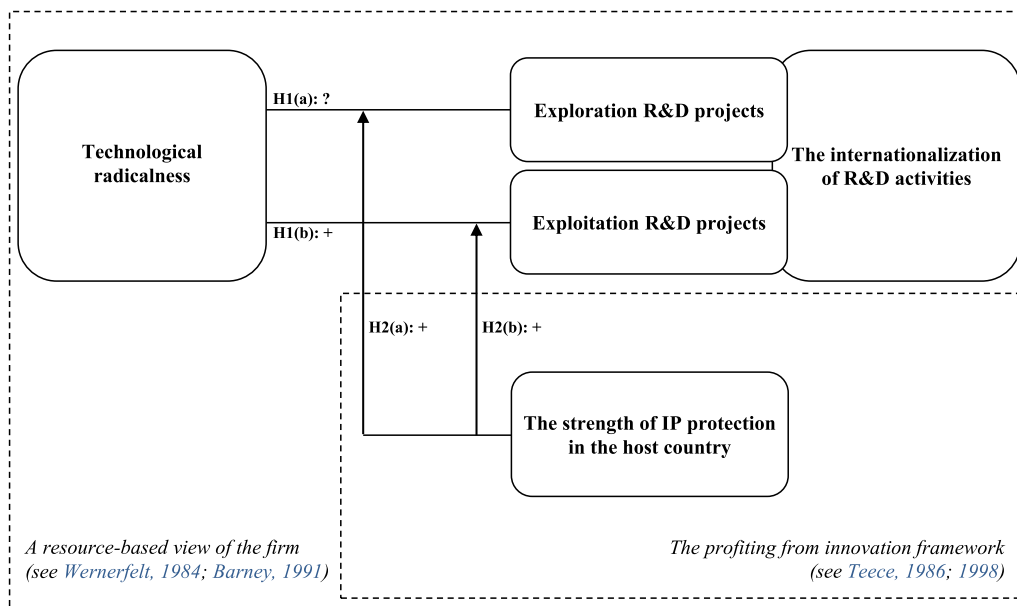 Technological
radicalness
H1(a): ?
Exploration R&D projects
The internationalization
of R&D activities
H1(b): +
Exploitation R&D projects
H2(a): +
H2(b): +
The strength of IP protection
in the host country
A resource-based view of the firm
(see Wernerfelt, 1984; Barney, 1991)
The profiting from innovation framework
(see Teece, 1986; 1998)